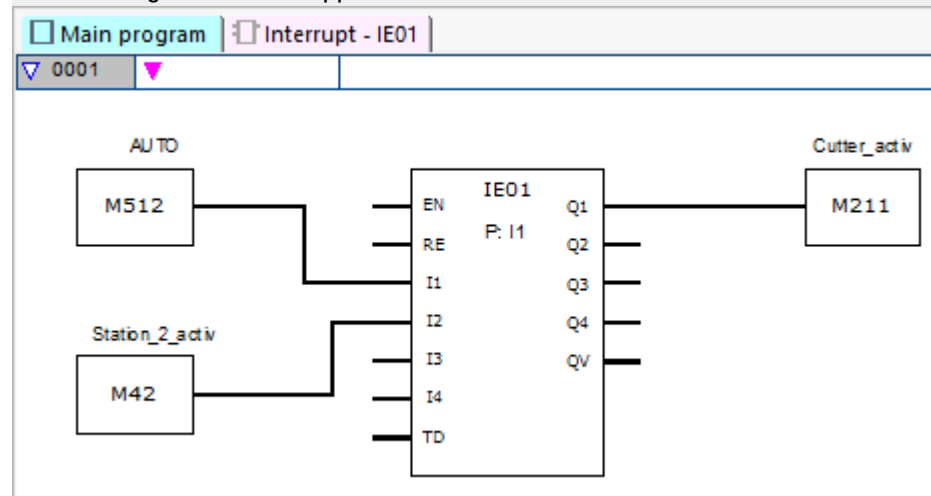 Main program Interrupt - IE01
0001
AUTO Cutter_activ
M512 IE01 M211
EN Q1
P: I1
RE Q2
I1 Q3
I2 Q4
Station_2_activ
I3 QV
M42 I4
TD